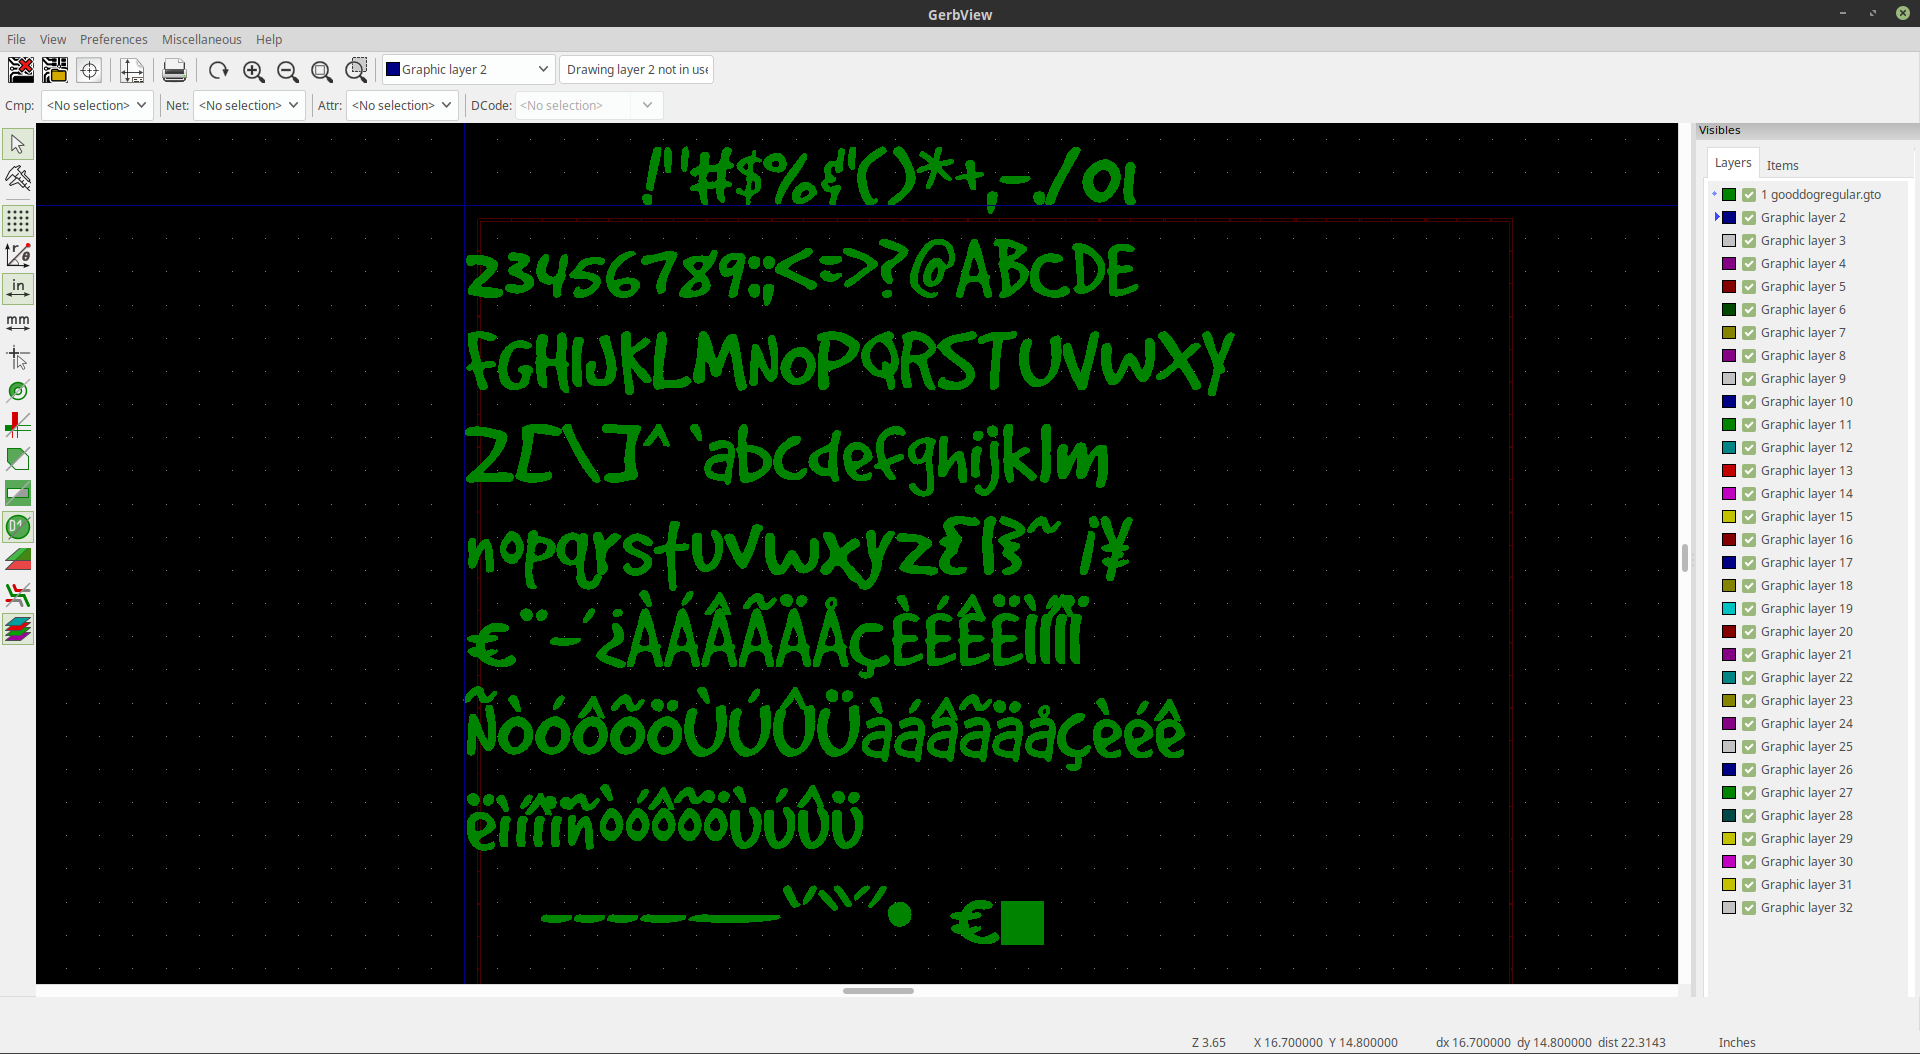 GerbView
File View Preferences Miscellaneous Help
Graphic layer 2 Drawing layer 2 not in use
Cmp: <No selection> Net: <No selection> Attr: <No selection> DCode: <No selection>
Visibles
Layers Items
1 gooddogregular.gto
Graphic layer 2
Graphic layer 3
Graphic layer 4
Graphic layer 5
Graphic layer 6
Graphic layer 7
Graphic layer 8
Graphic layer 9
Graphic layer 10
Graphic layer 11
Graphic layer 12
Graphic layer 13
Graphic layer 14
Graphic layer 15
Graphic layer 16
Graphic layer 17
Graphic layer 18
Graphic layer 19
Graphic layer 20
Graphic layer 21
Graphic layer 22
Graphic layer 23
Graphic layer 24
Graphic layer 25
Graphic layer 26
Graphic layer 27
Graphic layer 28
Graphic layer 29
Graphic layer 30
Graphic layer 31
Graphic layer 32
in
mm
!"#$%&"()*+,-./01
23456789:;<=>?@ABCDE
FGHIJKLMNOPQRSTUVWXY
Z[\]^ `abcdefghijklm
nopqrstuvwxyz{|}~ ¡¥
€¨–´¿ÀÁÂÃÄÅÇÈÉÊËÌÍÎÏ
ÑÒÓÔÕÖÙÚÛÜàáâãäåçèéê
ëìíîïñòóôõöùúûü
€
Z 3.65 X 16.700000 Y 14.800000 dx 16.700000 dy 14.800000 dist 22.3143 Inches